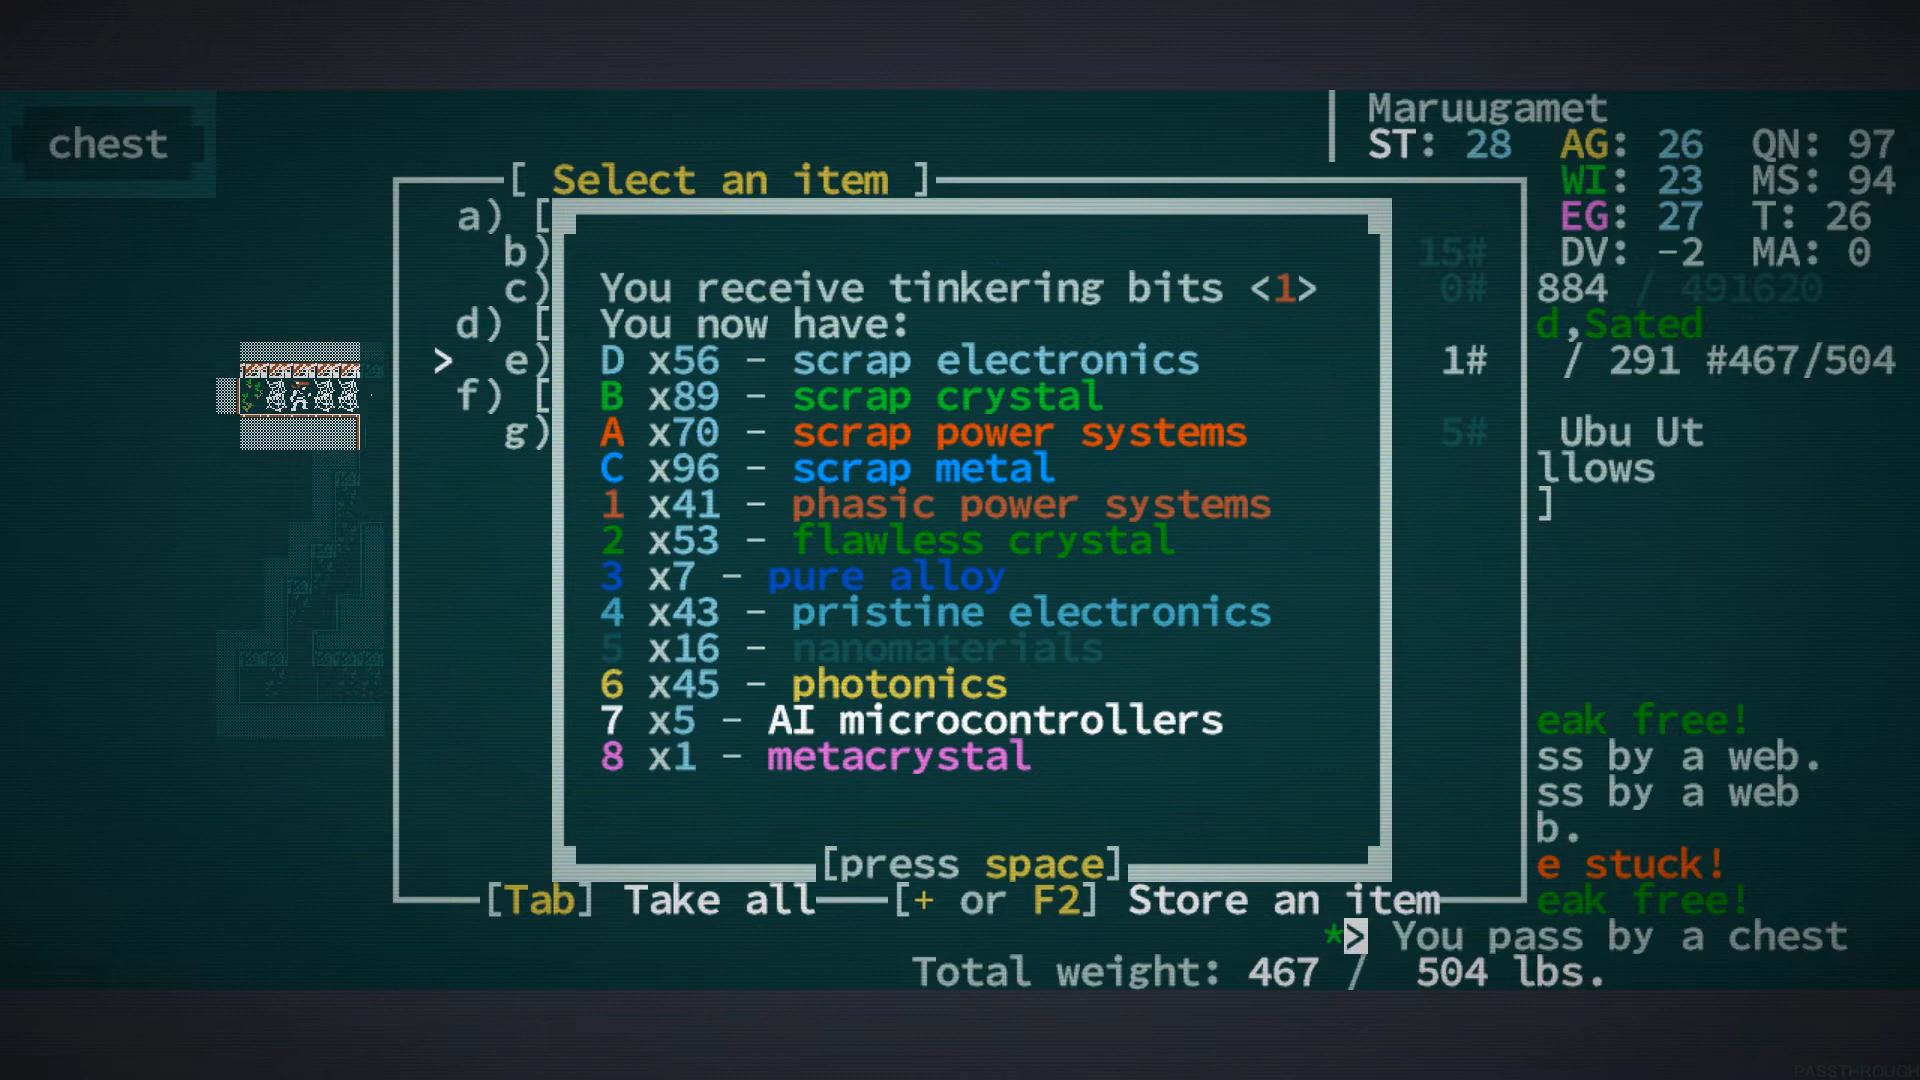 chest
Maruugamet
ST: 28 AG: 26 QN: 97
WI: 23 MS: 94
EG: 27 T: 26
DV: -2 MA: 0
884 / 491620
d,Sated
/ 291 #467/504
Ubu Ut
llows
]
[ Select an item ]
a) [
b) 15#
c) 0#
d) [
> e) 1#
f) [
g) 5#
You receive tinkering bits <1>
You now have:
D x56 - scrap electronics
B x89 - scrap crystal
A x70 - scrap power systems
C x96 - scrap metal
1 x41 - phasic power systems
2 x53 - flawless crystal
3 x7 - pure alloy
4 x43 - pristine electronics
5 x16 - nanomaterials
6 x45 - photonics
7 x5 - AI microcontrollers
8 x1 - metacrystal
[press space]
[Tab] Take all [+ or F2] Store an item
eak free!
ss by a web.
ss by a web
b.
e stuck!
eak free!
*> You pass by a chest
Total weight: 467 / 504 lbs.
PASSTHROUGH